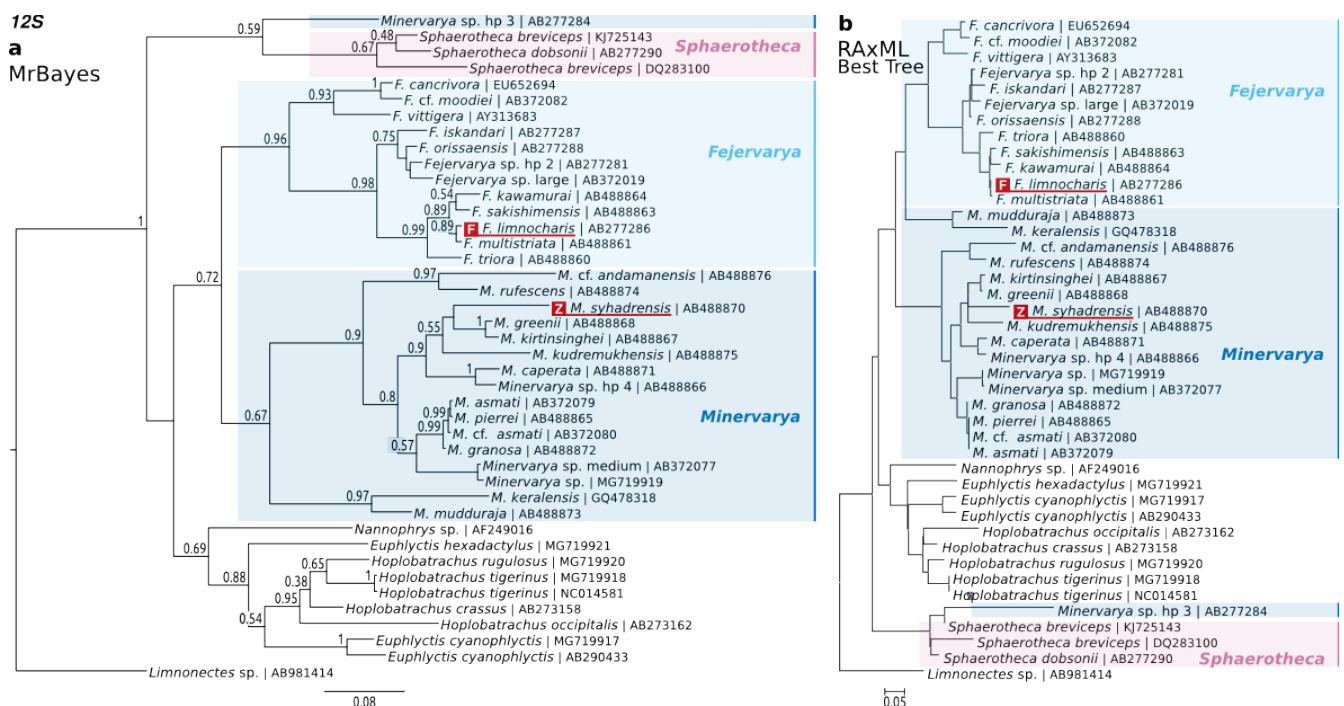 12S
a
MrBayes
Minervarya sp. hp 3 | AB277284
0.59
0.48
Sphaerotheca breviceps | KJ725143
0.67
Sphaerotheca dobsonii | AB277290
Sphaerotheca
Sphaerotheca breviceps | DQ283100
1
F. cancrivora | EU652694
0.93
F. cf. moodiei | AB372082
F. vittigera | AY313683
0.96
0.75
F. iskandari | AB277287
F. orissaensis | AB277288
Fejervarya
Fejervarya sp. hp 2 | AB277281
0.98
Fejervarya sp. large | AB372019
0.54
F. kawamurai | AB488864
0.89
F. sakishimensis | AB488863
1
0.99
0.89
F F. limnocharis | AB277286
F. multistriata | AB488861
F. triora | AB488860
0.72
0.97
M. cf. andamanensis | AB488876
M. rufescens | AB488874
Z M. syhadrensis | AB488870
0.9
0.55
1
M. greenii | AB488868
M. kirtinsinghei | AB488867
0.9
M. kudremukhensis | AB488875
1
M. caperata | AB488871
Minervarya sp. hp 4 | AB488866
0.8
M. asmati | AB372079
0.67
0.99
M. pierrei | AB488865
Minervarya
0.99
M. cf. asmati | AB372080
0.57
M. granosa | AB488872
Minervarya sp. medium | AB372077
Minervarya sp. | MG719919
0.97
M. keralensis | GQ478318
M. mudduraja | AB488873
Nannophrys sp. | AF249016
0.69
Euphlyctis hexadactylus | MG719921
0.65
Hoplobatrachus rugulosus | MG719920
0.88
0.38
1
Hoplobatrachus tigerinus | MG719918
Hoplobatrachus tigerinus | NC014581
0.95
Hoplobatrachus crassus | AB273158
0.54
Hoplobatrachus occipitalis | AB273162
1
Euphlyctis cyanophlyctis | MG719917
Euphlyctis cyanophlyctis | AB290433
Limnonectes sp. | AB981414
0.08
b
RAxML
Best Tree
F. cancrivora | EU652694
F. cf. moodiei | AB372082
F. vittigera | AY313683
Fejervarya sp. hp 2 | AB277281
F. iskandari | AB277287
Fejervarya
Fejervarya sp. large | AB372019
F. orissaensis | AB277288
F. triora | AB488860
F. sakishimensis | AB488863
F. kawamurai | AB488864
F F. limnocharis | AB277286
F. multistriata | AB488861
M. mudduraja | AB488873
M. keralensis | GQ478318
M. cf. andamanensis | AB488876
M. rufescens | AB488874
M. kirtinsinghei | AB488867
M. greenii | AB488868
Z M. syhadrensis | AB488870
M. kudremukhensis | AB488875
M. caperata | AB488871
Minervarya sp. hp 4 | AB488866
Minervarya
Minervarya sp. | MG719919
Minervarya sp. medium | AB372077
M. granosa | AB488872
M. pierrei | AB488865
M. cf. asmati | AB372080
M. asmati | AB372079
Nannophrys sp. | AF249016
Euphlyctis hexadactylus | MG719921
Euphlyctis cyanophlyctis | MG719917
Euphlyctis cyanophlyctis | AB290433
Hoplobatrachus occipitalis | AB273162
Hoplobatrachus crassus | AB273158
Hoplobatrachus rugulosus | MG719920
Hoplobatrachus tigerinus | MG719918
Hoplobatrachus tigerinus | NC014581
Minervarya sp. hp 3 | AB277284
Sphaerotheca breviceps | KJ725143
Sphaerotheca breviceps | DQ283100
Sphaerotheca dobsonii | AB277290
Sphaerotheca
Limnonectes sp. | AB981414
0.05